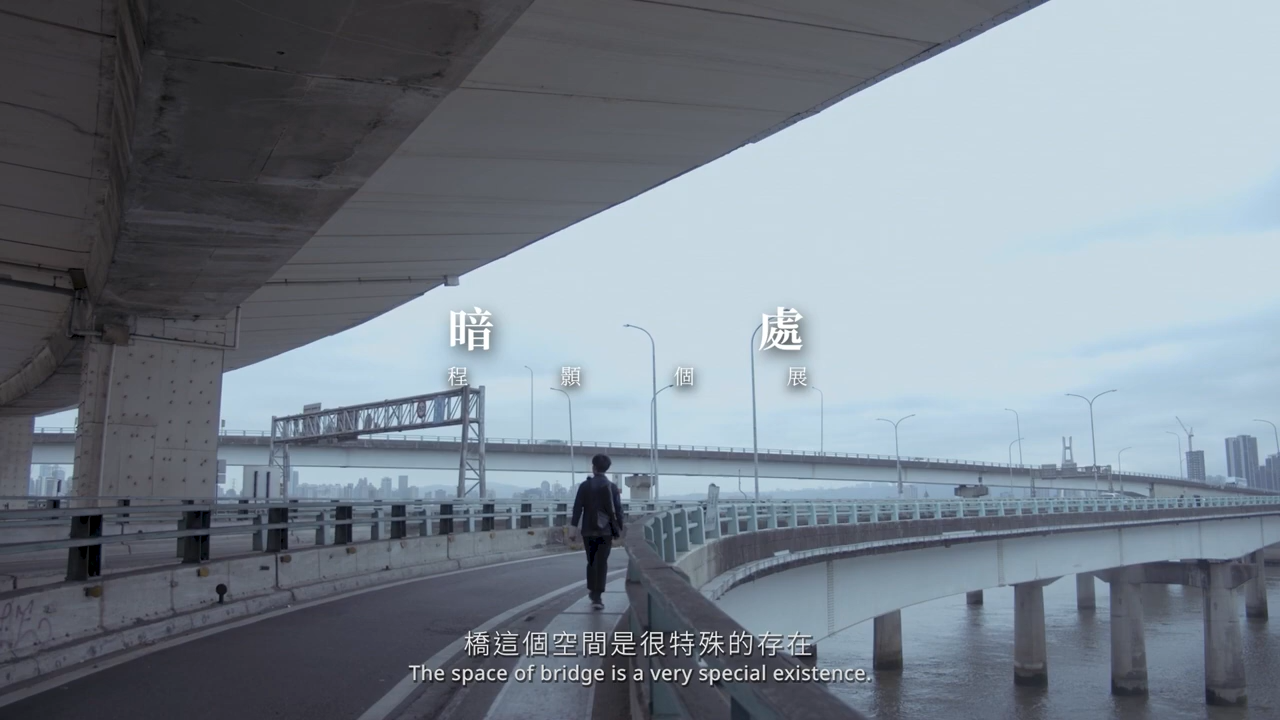 暗 處
程 顥 個 展
橋這個空間是很特殊的存在
The space of bridge is a very special existence.